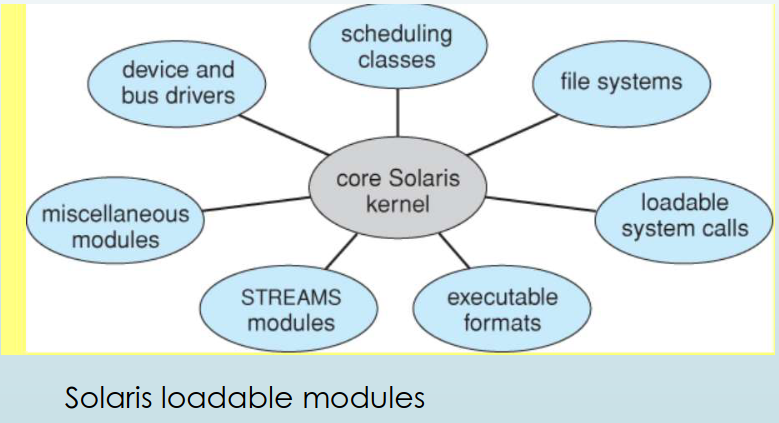 scheduling
classes
device and
bus drivers
file systems
core Solaris
kernel
miscellaneous
modules
loadable
system calls
STREAMS
modules
executable
formats
Solaris loadable modules